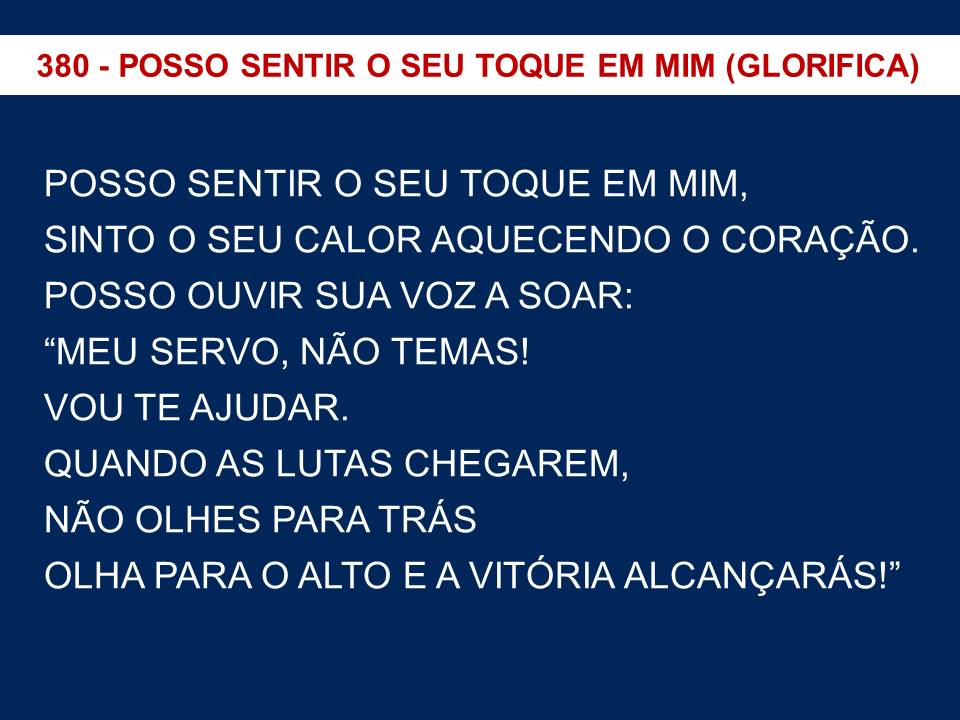 380 - POSSO SENTIR O SEU TOQUE EM MIM (GLORIFICA)
POSSO SENTIR O SEU TOQUE EM MIM,
SINTO O SEU CALOR AQUECENDO O CORAÇÃO.
POSSO OUVIR SUA VOZ A SOAR:
“MEU SERVO, NÃO TEMAS!
VOU TE AJUDAR.
QUANDO AS LUTAS CHEGAREM,
NÃO OLHES PARA TRÁS
OLHA PARA O ALTO E A VITÓRIA ALCANÇARÁS!”